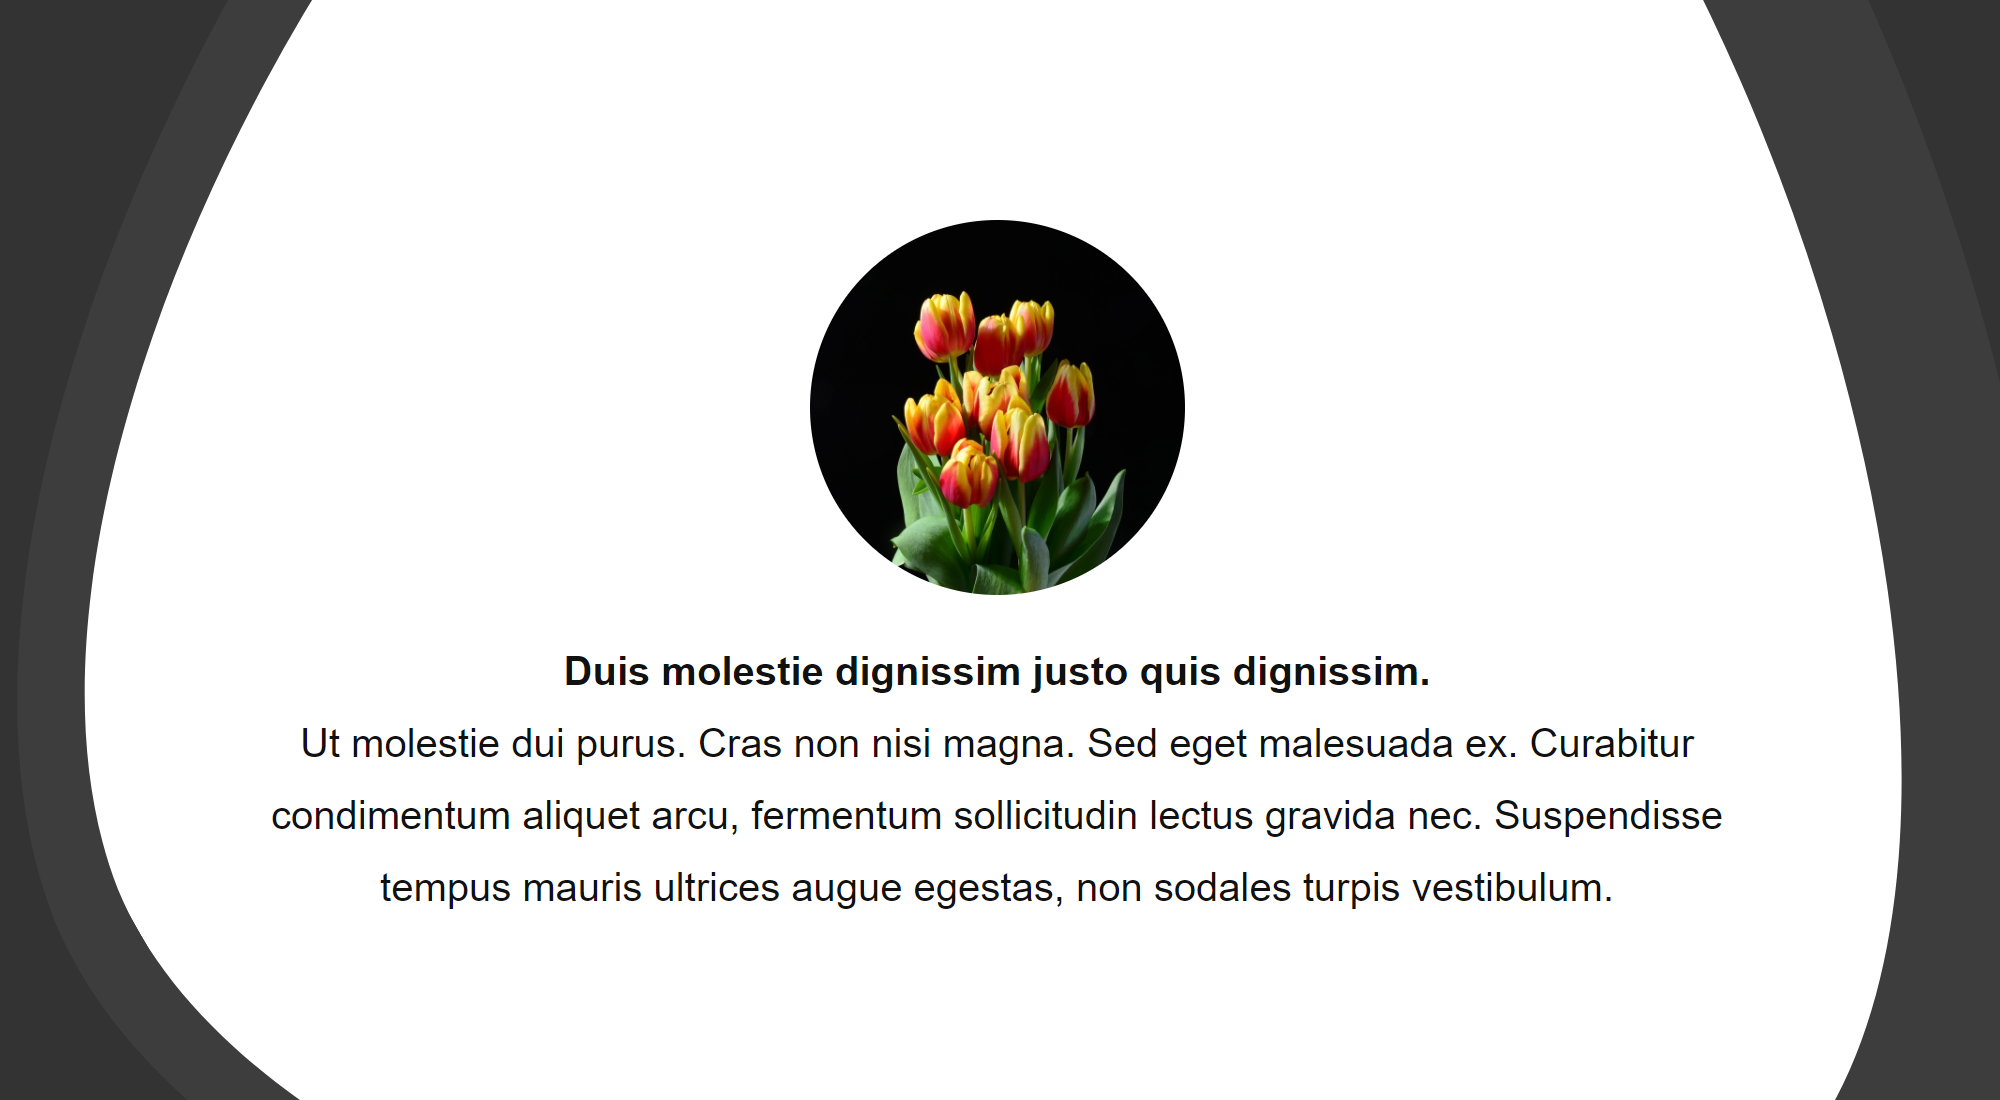 Duis molestie dignissim justo quis dignissim.
Ut molestie dui purus. Cras non nisi magna. Sed eget malesuada ex. Curabitur
condimentum aliquet arcu, fermentum sollicitudin lectus gravida nec. Suspendisse
tempus mauris ultrices augue egestas, non sodales turpis vestibulum.